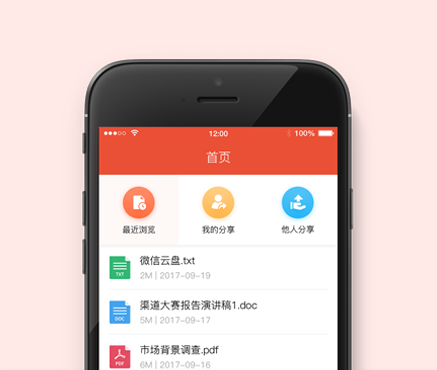 12:00
100%
首页
最近浏览
我的分享
他人分享
微信云盘.txt
2M | 2017-09-19
TXT
渠道大赛报告演讲稿1.doc
5M | 2017-09-17
DOC
市场背景调查.pdf
6M | 2017-09-16
PDF